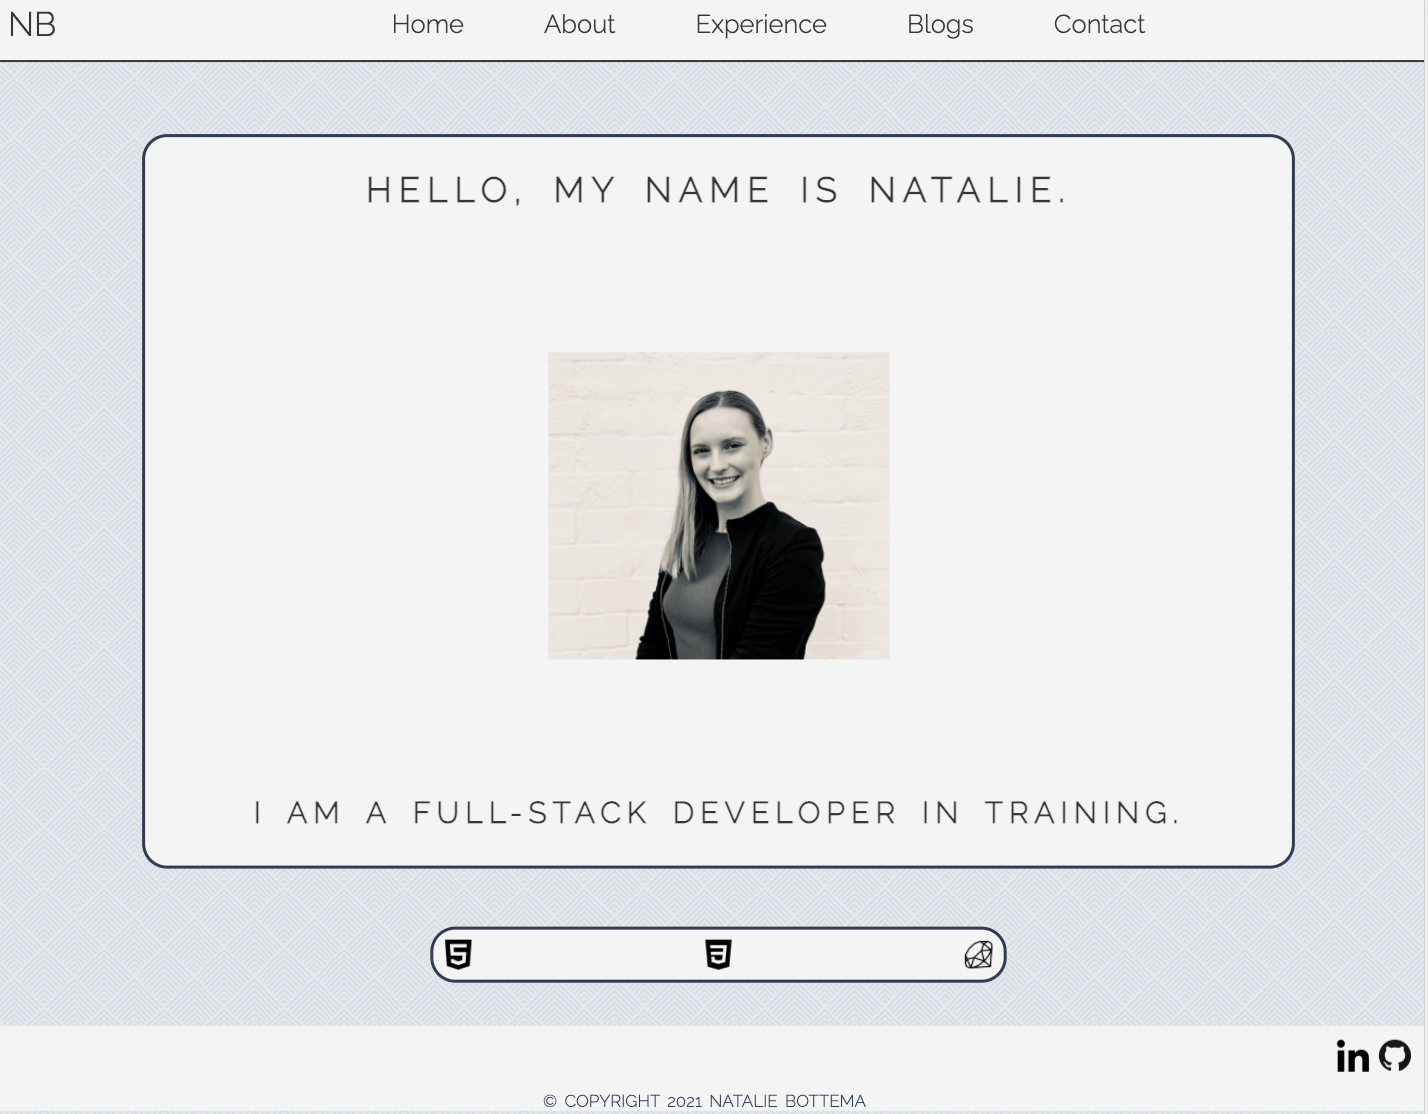 NB Home About Experience Blogs Contact
HELLO, MY NAME IS NATALIE.
I AM A FULL-STACK DEVELOPER IN TRAINING.
5 3
in
© COPYRIGHT 2021 NATALIE BOTTEMA